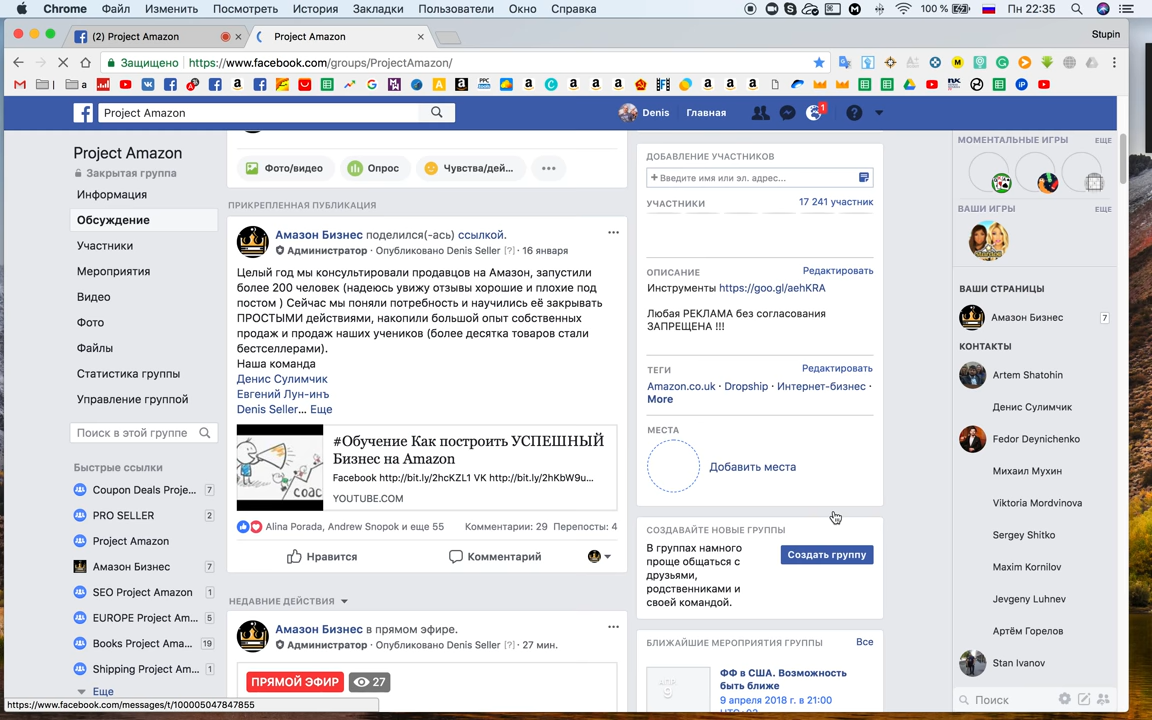 Chrome Файл Изменить Посмотреть История Закладки Пользователи Окно Справка
100 % Пн 22:35
(2) Project Amazon
Project Amazon
Stupin
Защищено https://www.facebook.com/groups/ProjectAmazon/
Project Amazon
Denis Главная
1
Project Amazon
Закрытая группа
Информация
Обсуждение
Участники
Мероприятия
Видео
Фото
Файлы
Статистика группы
Управление группой
Поиск в этой группе
Быстрые ссылки
Coupon Deals Proje... 7
PRO SELLER 2
Project Amazon
Амазон Бизнес 7
SEO Project Amazon 1
EUROPE Project Am... 5
Books Project Ama... 19
Shipping Project Am... 1
Еще
https://www.facebook.com/messages/t/100005047847855
Фото/видео
Опрос
Чувства/дей...
ПРИКРЕПЛЕННАЯ ПУБЛИКАЦИЯ
Амазон Бизнес поделился(-ась) ссылкой.
Администратор · Опубликовано Denis Seller [?] · 16 января
Целый год мы консультировали продавцов на Амазон, запустили
более 200 человек (надеюсь увижу отзывы хорошие и плохие под
постом ) Сейчас мы поняли потребность и научились её закрывать
ПРОСТЫМИ действиями, накопили большой опыт собственных
продаж и продаж наших учеников (более десятка товаров стали
бестселлерами).
Наша команда
Денис Сулимчик
Евгений Лун-инъ
Denis Seller... Еще
COAC
#Обучение Как построить УСПЕШНЫЙ
Бизнес на Amazon
Facebook http://bit.ly/2hcKZL1 VK http://bit.ly/2hKbW9u...
YOUTUBE.COM
Alina Porada, Andrew Snopok и еще 55
Комментарии: 29 Перепосты: 4
Нравится
Комментарий
НЕДАВНИЕ ДЕЙСТВИЯ
Амазон Бизнес в прямом эфире.
Администратор · Опубликовано Denis Seller [?] · 27 мин.
ПРЯМОЙ ЭФИР 27
ДОБАВЛЕНИЕ УЧАСТНИКОВ
+ Введите имя или эл. адрес...
УЧАСТНИКИ 17 241 участник
ОПИСАНИЕ Редактировать
Инструменты https://goo.gl/aehKRA
Любая РЕКЛАМА без согласования
ЗАПРЕЩЕНА !!!
ТЕГИ Редактировать
Amazon.co.uk · Dropship · Интернет-бизнес ·
More
МЕСТА
Добавить места
СОЗДАВАЙТЕ НОВЫЕ ГРУППЫ
В группах намного
проще общаться с
друзьями,
родственниками и
своей командой.
Создать группу
БЛИЖАЙШИЕ МЕРОПРИЯТИЯ ГРУППЫ Все
АПР
9
ФФ в США. Возможность
быть ближе
9 апреля 2018 г. в 21:00
МОМЕНТАЛЬНЫЕ ИГРЫ ЕЩЕ
ВАШИ ИГРЫ ЕЩЕ
ВАШИ СТРАНИЦЫ
Амазон Бизнес 7
КОНТАКТЫ
Artem Shatohin
Денис Сулимчик
Fedor Deynichenko
Михаил Мухин
Viktoria Mordvinova
Sergey Shitko
Maxim Kornilov
Jevgeny Luhnev
Артём Горелов
Stan Ivanov
Поиск